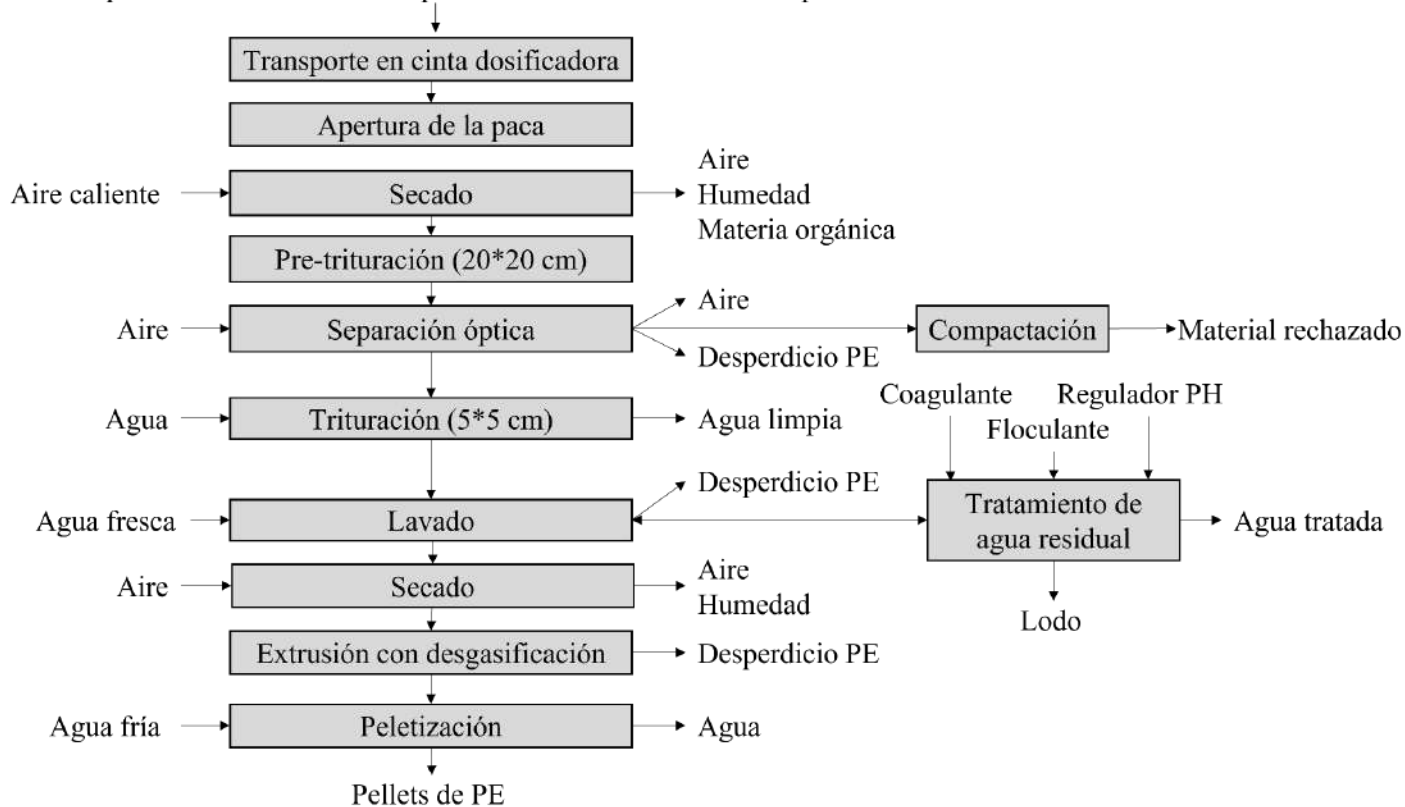 Transporte en cinta dosificadora
Apertura de la paca
Aire caliente
Secado
Aire
Humedad
Materia orgánica
Pre-trituración (20*20 cm)
Aire
Separación óptica
Aire
Desperdicio PE
Compactación
Material rechazado
Agua
Trituración (5*5 cm)
Agua limpia
Coagulante
Regulador PH
Floculante
Desperdicio PE
Agua fresca
Lavado
Tratamiento de
agua residual
Agua tratada
Aire
Secado
Aire
Humedad
Lodo
Extrusión con desgasificación
Desperdicio PE
Agua fría
Peletización
Agua
Pellets de PE